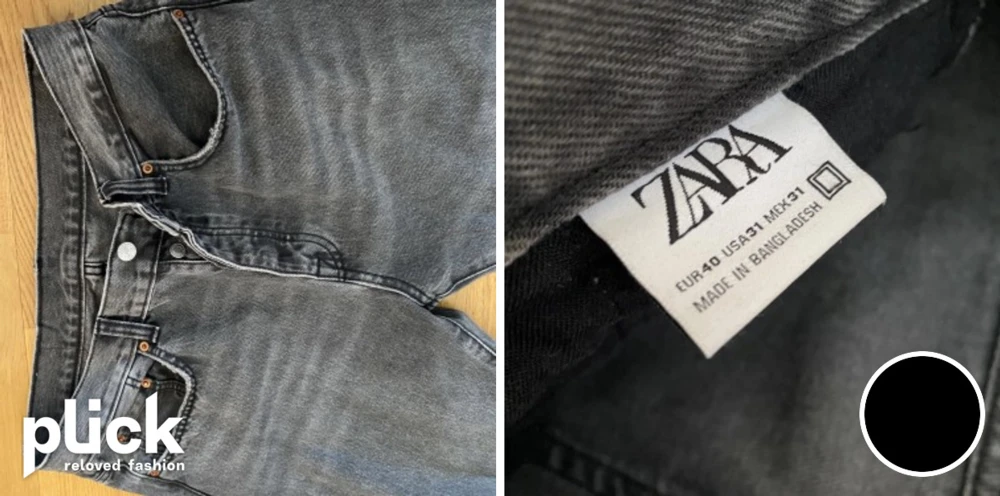 plick
reloved fashion
ZARA
EUR40 USA31 MEX31
MADE IN BANGLADESH